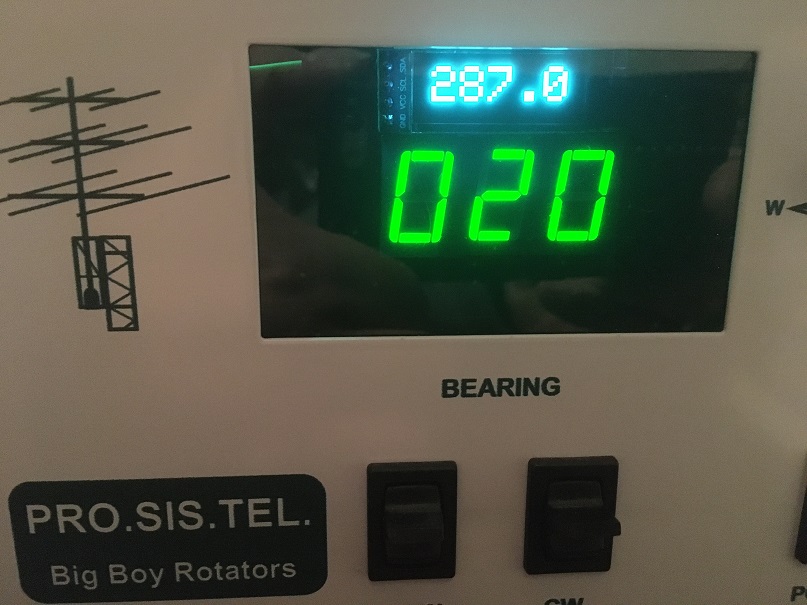 287.0
GND VCC SCL SDA
020
W
BEARING
PRO.SIS.TEL.
Big Boy Rotators
CW